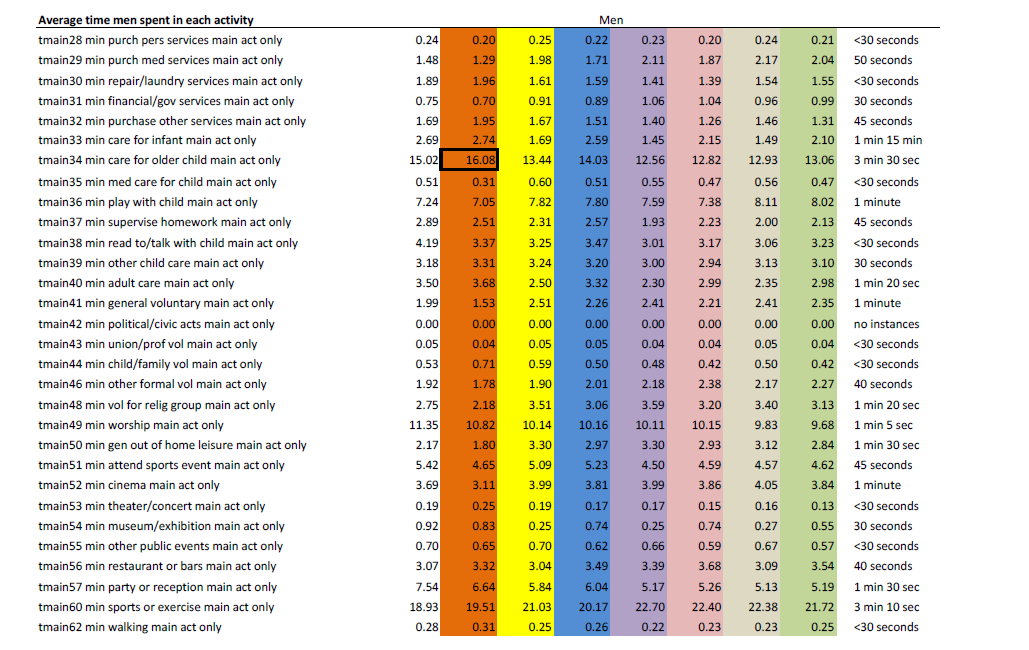 Average time men spent in each activity Men
tmain28 min purch pers services main act only 0.24 0.20 0.25 0.22 0.23 0.20 0.24 0.21 <30 seconds
tmain29 min purch med services main act only 1.48 1.29 1.98 1.71 2.11 1.87 2.17 2.04 50 seconds
tmain30 min repair/laundry services main act only 1.89 1.96 1.61 1.59 1.41 1.39 1.54 1.55 <30 seconds
tmain31 min financial/gov services main act only 0.75 0.70 0.91 0.89 1.06 1.04 0.96 0.99 30 seconds
tmain32 min purchase other services main act only 1.69 1.95 1.67 1.51 1.40 1.26 1.46 1.31 45 seconds
tmain33 min care for infant main act only 2.69 2.74 1.69 2.59 1.45 2.15 1.49 2.10 1 min 15 min
tmain34 min care for older child main act only 15.02 16.08 13.44 14.03 12.56 12.82 12.93 13.06 3 min 30 sec
tmain35 min med care for child main act only 0.51 0.31 0.60 0.51 0.55 0.47 0.56 0.47 <30 seconds
tmain36 min play with child main act only 7.24 7.05 7.82 7.80 7.59 7.38 8.11 8.02 1 minute
tmain37 min supervise homework main act only 2.89 2.51 2.31 2.57 1.93 2.23 2.00 2.13 45 seconds
tmain38 min read to/talk with child main act only 4.19 3.37 3.25 3.47 3.01 3.17 3.06 3.23 <30 seconds
tmain39 min other child care main act only 3.18 3.31 3.24 3.20 3.00 2.94 3.13 3.10 30 seconds
tmain40 min adult care main act only 3.50 3.68 2.50 3.32 2.30 2.99 2.35 2.98 1 min 20 sec
tmain41 min general voluntary main act only 1.99 1.53 2.51 2.26 2.41 2.21 2.41 2.35 1 minute
tmain42 min political/civic acts main act only 0.00 0.00 0.00 0.00 0.00 0.00 0.00 0.00 no instances
tmain43 min union/prof vol main act only 0.05 0.04 0.05 0.05 0.04 0.04 0.05 0.04 <30 seconds
tmain44 min child/family vol main act only 0.53 0.71 0.59 0.50 0.48 0.42 0.50 0.42 <30 seconds
tmain46 min other formal vol main act only 1.92 1.78 1.90 2.01 2.18 2.38 2.17 2.27 40 seconds
tmain48 min vol for relig group main act only 2.75 2.18 3.51 3.06 3.59 3.20 3.40 3.13 1 min 20 sec
tmain49 min worship main act only 11.35 10.82 10.14 10.16 10.11 10.15 9.83 9.68 1 min 5 sec
tmain50 min gen out of home leisure main act only 2.17 1.80 3.30 2.97 3.30 2.93 3.12 2.84 1 min 30 sec
tmain51 min attend sports event main act only 5.42 4.65 5.09 5.23 4.50 4.59 4.57 4.62 45 seconds
tmain52 min cinema main act only 3.69 3.11 3.99 3.81 3.99 3.86 4.05 3.84 1 minute
tmain53 min theater/concert main act only 0.19 0.25 0.19 0.17 0.17 0.15 0.16 0.13 <30 seconds
tmain54 min museum/exhibition main act only 0.92 0.83 0.25 0.74 0.25 0.74 0.27 0.55 30 seconds
tmain55 min other public events main act only 0.70 0.65 0.70 0.62 0.66 0.59 0.67 0.57 <30 seconds
tmain56 min restaurant or bars main act only 3.07 3.32 3.04 3.49 3.39 3.68 3.09 3.54 40 seconds
tmain57 min party or reception main act only 7.54 6.64 5.84 6.04 5.17 5.26 5.13 5.19 1 min 30 sec
tmain60 min sports or exercise main act only 18.93 19.51 21.03 20.17 22.70 22.40 22.38 21.72 3 min 10 sec
tmain62 min walking main act only 0.28 0.31 0.25 0.26 0.22 0.23 0.23 0.25 <30 seconds